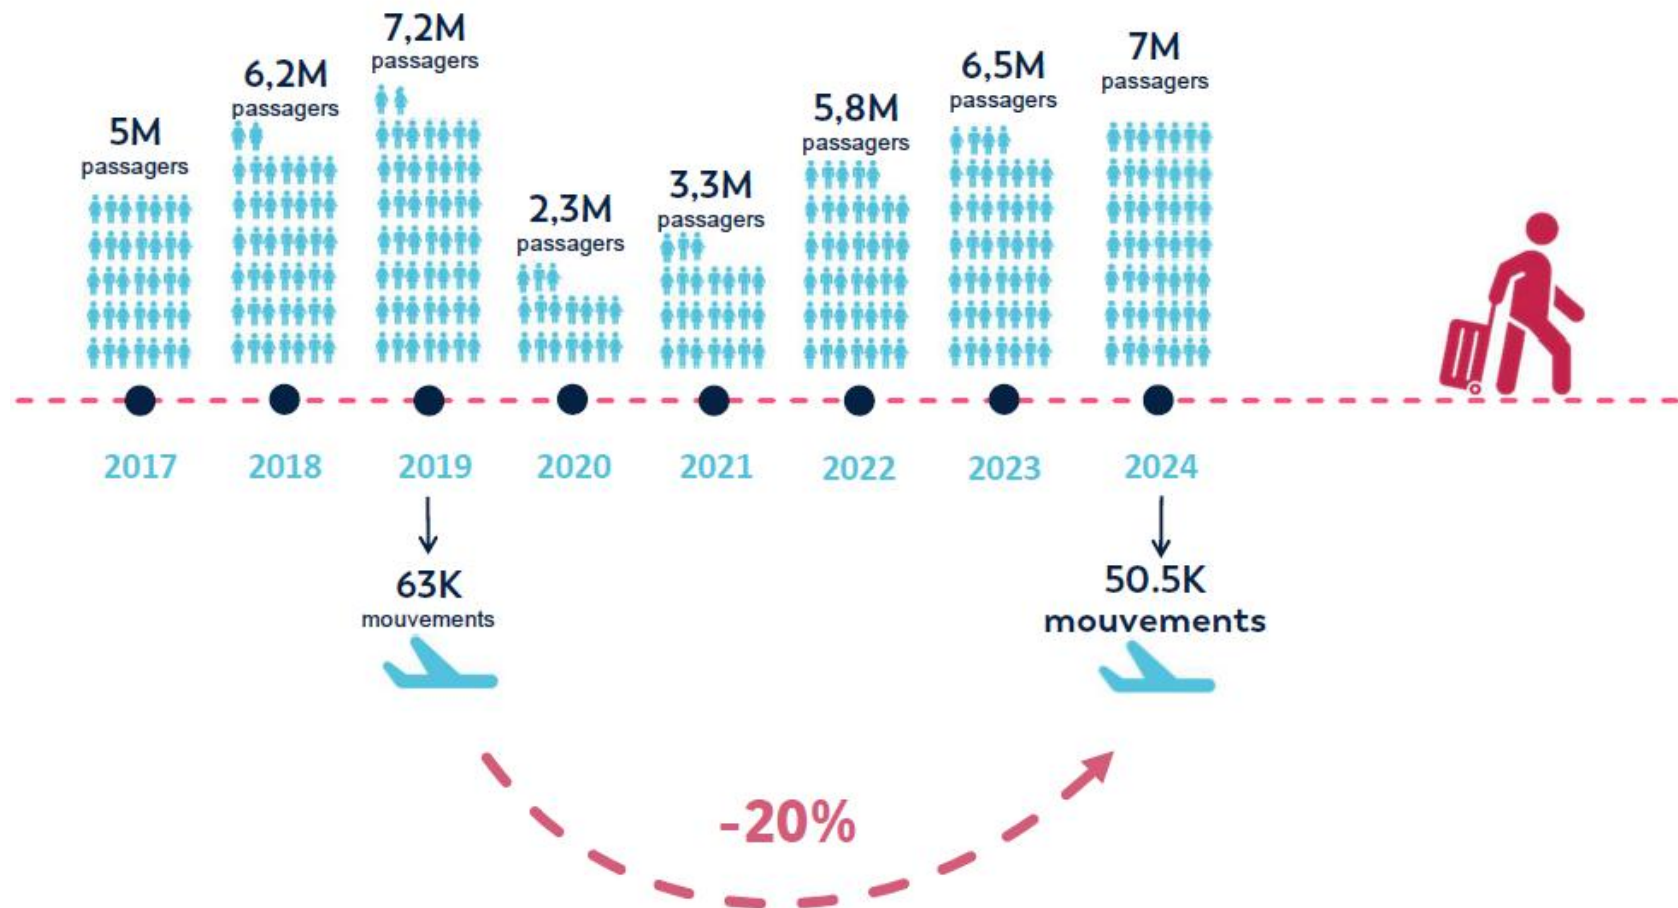 5M
passagers
6,2M
passagers
7,2M
passagers
2,3M
passagers
3,3M
passagers
5,8M
passagers
6,5M
passagers
7M
passagers
2017
2018
2019
2020
2021
2022
2023
2024
63K
mouvements
50.5K
mouvements
-20%